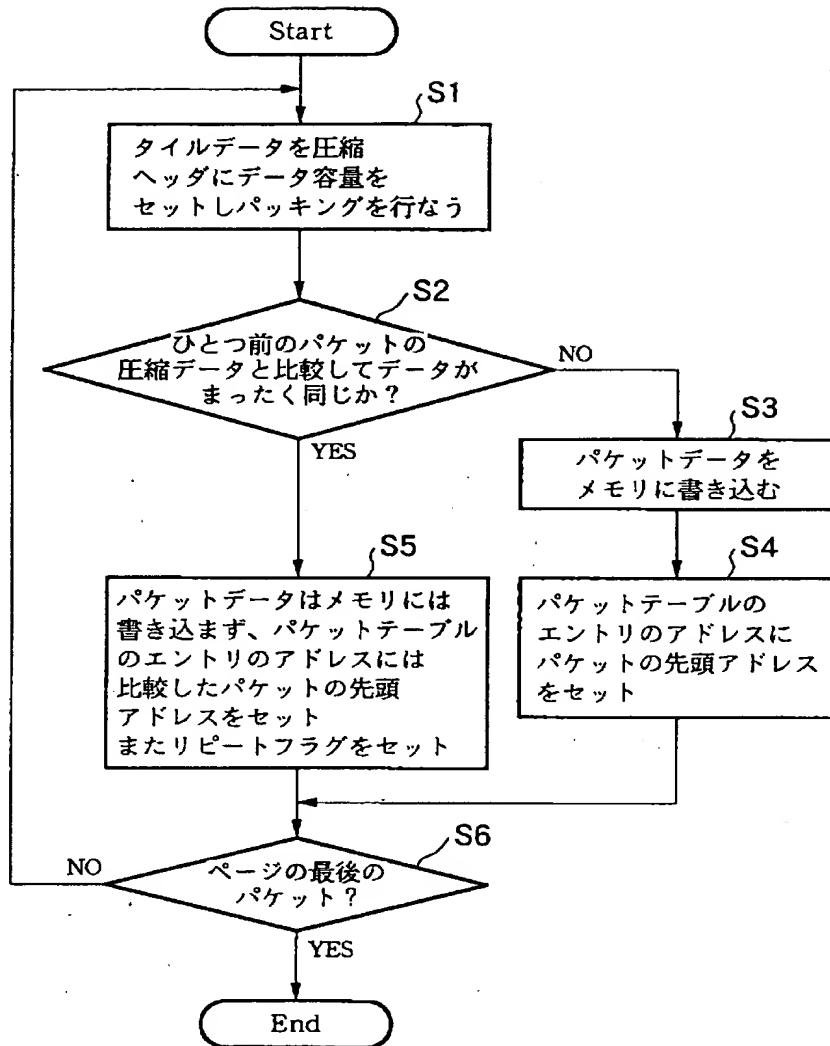 Start
S1
タイルデータを圧縮
ヘッダにデータ容量を
セットしパッキングを行なう
S2
ひとつ前のパケットの
圧縮データと比較してデータが
まったく同じか？
NO
YES
S3
パケットデータを
メモリに書き込む
S4
パケットテーブルの
エントリのアドレスに
パケットの先頭アドレス
をセット
S5
パケットデータはメモリには
書き込まず、パケットテーブル
のエントリのアドレスには
比較したパケットの先頭
アドレスをセット
またリピートフラグをセット
S6
ページの最後の
パケット？
NO
YES
End